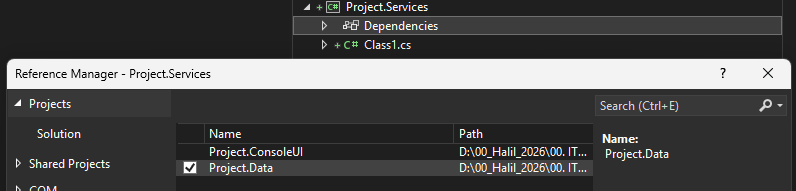 Project.Services
Dependencies
C# Class1.cs
Reference Manager - Project.Services
Projects
Search (Ctrl+E)
Solution
Name Path
Name:
Project.ConsoleUI D:\00_Halil_2026\00. IT...
Project.Data
Shared Projects
Project.Data D:\00_Halil_2026\00. IT...
COM